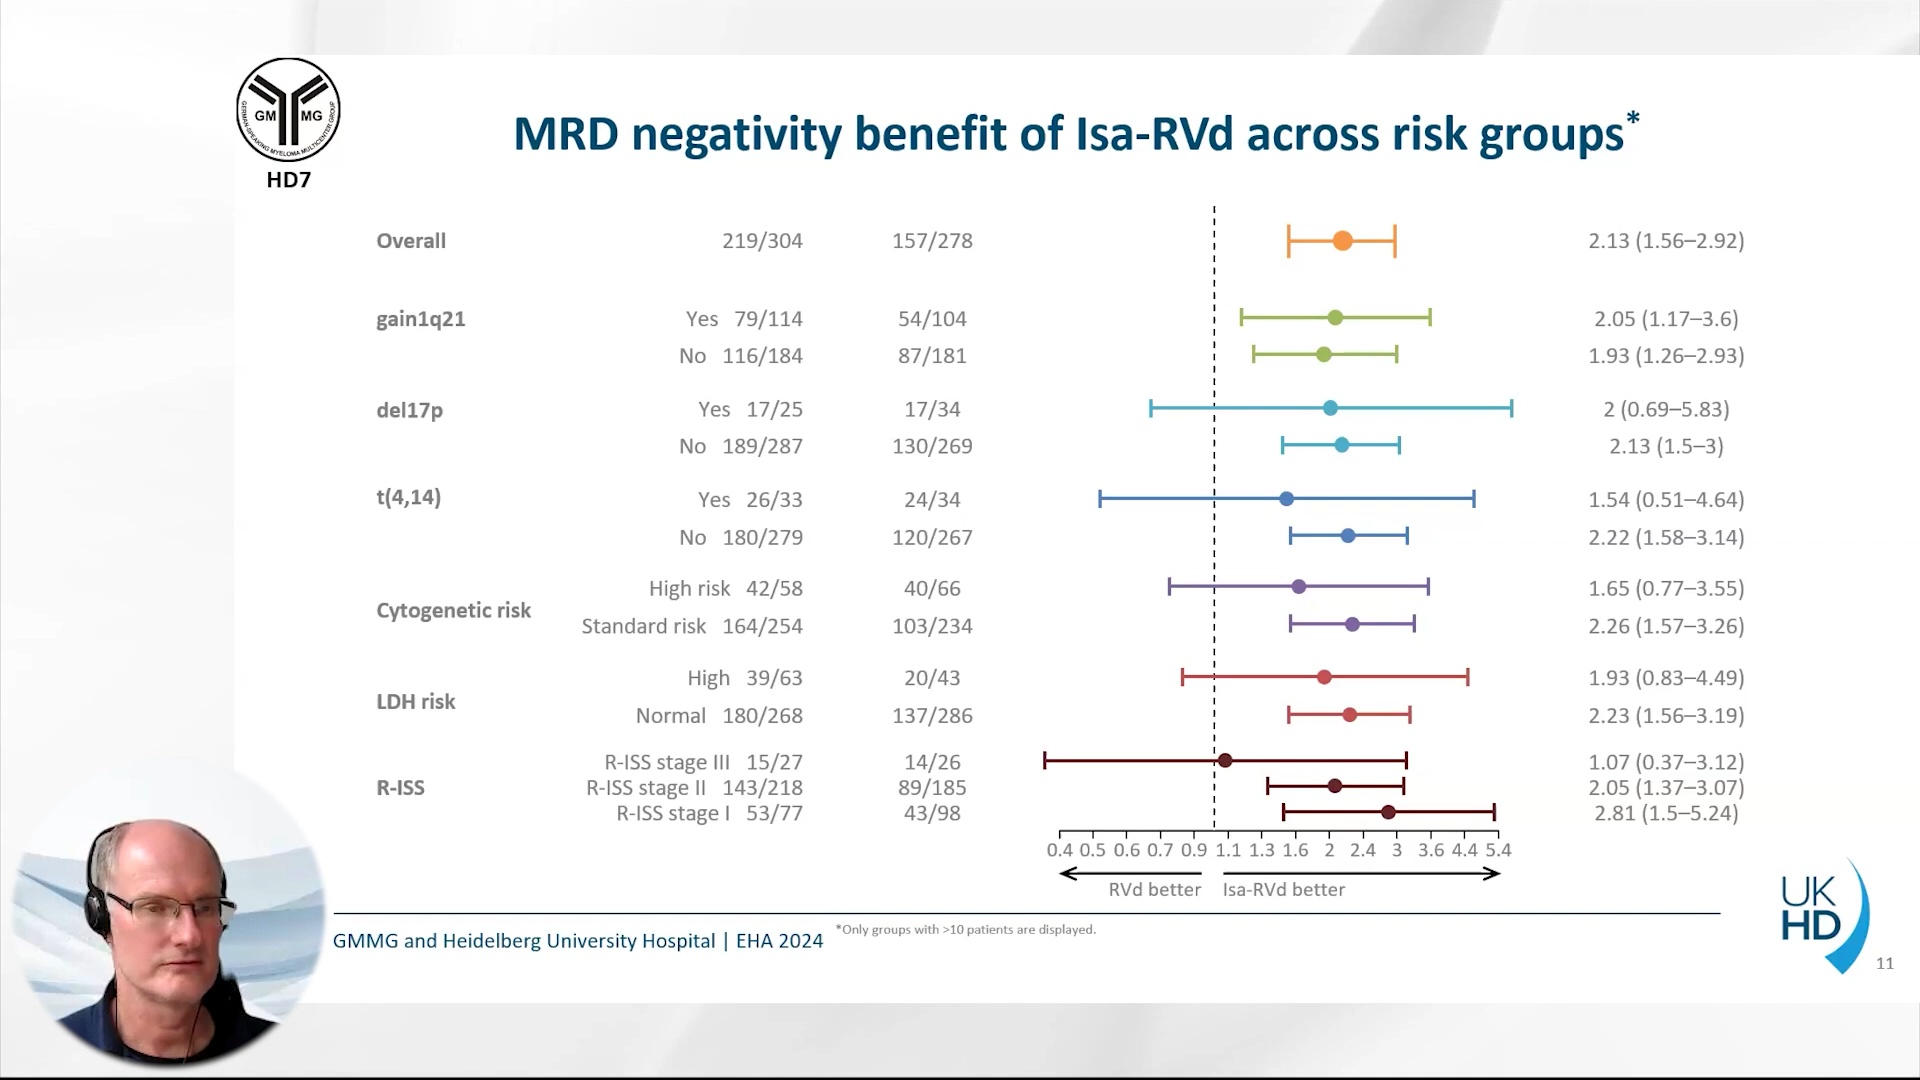 GM MG
GERMAN-SPEAKING MYELOMA MULTICENTER GROUP
HD7
MRD negativity benefit of Isa-RVd across risk groups*
Overall 219/304 157/278 2.13 (1.56–2.92)
gain1q21 Yes 79/114 54/104 2.05 (1.17–3.6)
No 116/184 87/181 1.93 (1.26–2.93)
del17p Yes 17/25 17/34 2 (0.69–5.83)
No 189/287 130/269 2.13 (1.5–3)
t(4,14) Yes 26/33 24/34 1.54 (0.51–4.64)
No 180/279 120/267 2.22 (1.58–3.14)
Cytogenetic risk High risk 42/58 40/66 1.65 (0.77–3.55)
Standard risk 164/254 103/234 2.26 (1.57–3.26)
LDH risk High 39/63 20/43 1.93 (0.83–4.49)
Normal 180/268 137/286 2.23 (1.56–3.19)
R-ISS R-ISS stage III 15/27 14/26 1.07 (0.37–3.12)
R-ISS stage II 143/218 89/185 2.05 (1.37–3.07)
R-ISS stage I 53/77 43/98 2.81 (1.5–5.24)
0.4 0.5 0.6 0.7 0.9 1.1 1.3 1.6 2 2.4 3 3.6 4.4 5.4
RVd better Isa-RVd better
GMMG and Heidelberg University Hospital | EHA 2024
*Only groups with >10 patients are displayed.
UK
HD
11